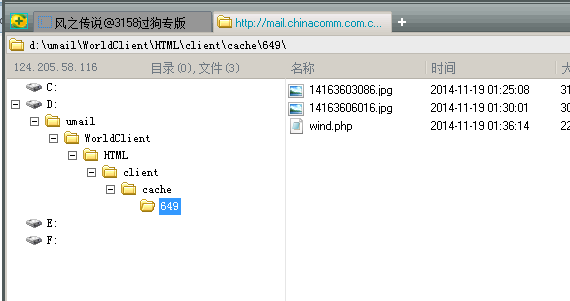 风之传说@3158过狗专版
http://mail.chinacomm.com.c...
+
d:\umail\WorldClient\HTML\client\cache\649\
124.205.58.116 目录(0),文件(3) 名称 时间 大
C:
D:
umail
WorldClient
HTML
client
cache
649
E:
F:
14163603086.jpg 2014-11-19 01:25:08 31
14163606016.jpg 2014-11-19 01:30:01 30
wind.php 2014-11-19 01:36:14 22